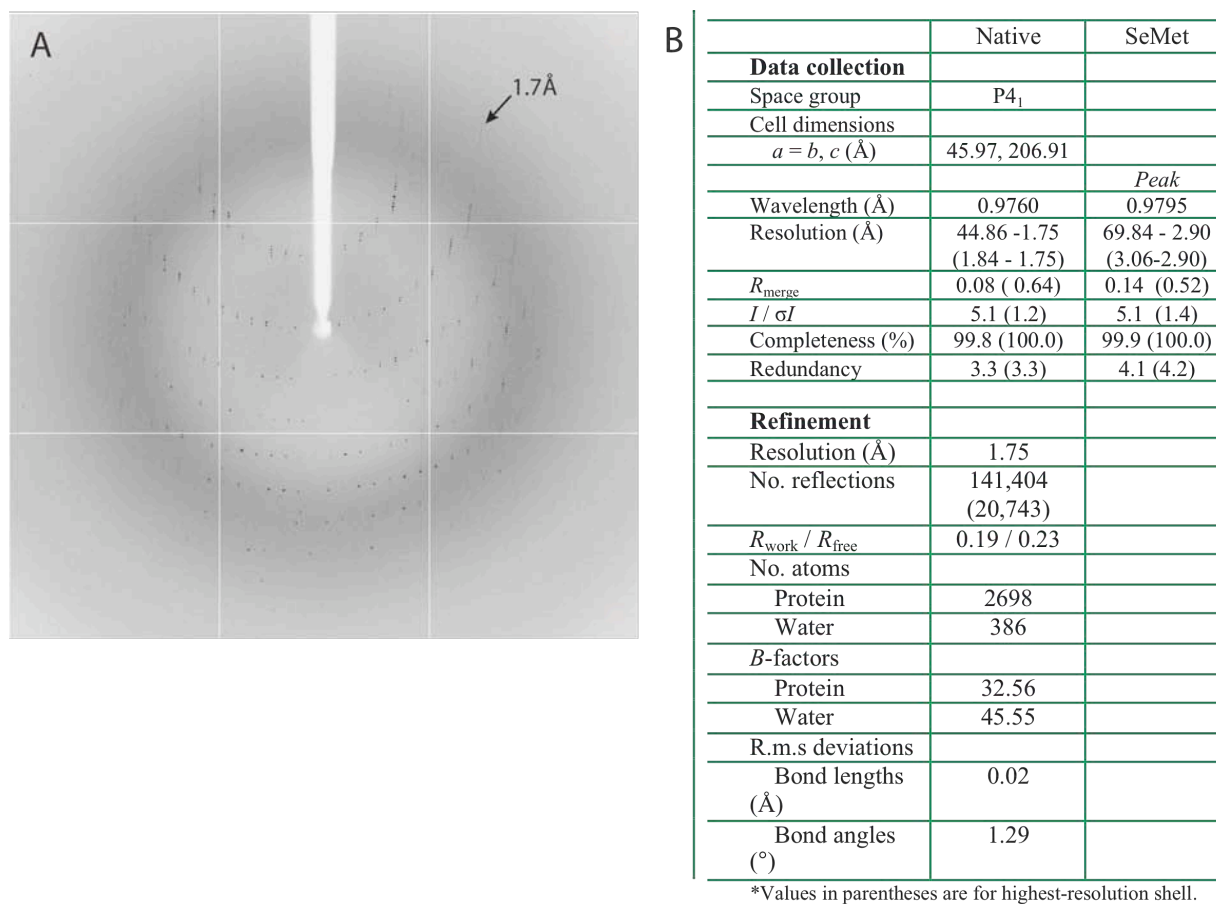 A
1.7Å
B
Native SeMet
Data collection
Space group P4₁
Cell dimensions
a = b, c (Å) 45.97, 206.91
Peak
Wavelength (Å) 0.9760 0.9795
Resolution (Å) 44.86 -1.75 69.84 - 2.90
(1.84 - 1.75) (3.06-2.90)
Rmerge 0.08 ( 0.64) 0.14 (0.52)
I / σI 5.1 (1.2) 5.1 (1.4)
Completeness (%) 99.8 (100.0) 99.9 (100.0)
Redundancy 3.3 (3.3) 4.1 (4.2)
Refinement
Resolution (Å) 1.75
No. reflections 141,404
(20,743)
Rwork / Rfree 0.19 / 0.23
No. atoms
Protein 2698
Water 386
B-factors
Protein 32.56
Water 45.55
R.m.s deviations
Bond lengths 0.02
(Å)
Bond angles 1.29
(°)
*Values in parentheses are for highest-resolution shell.